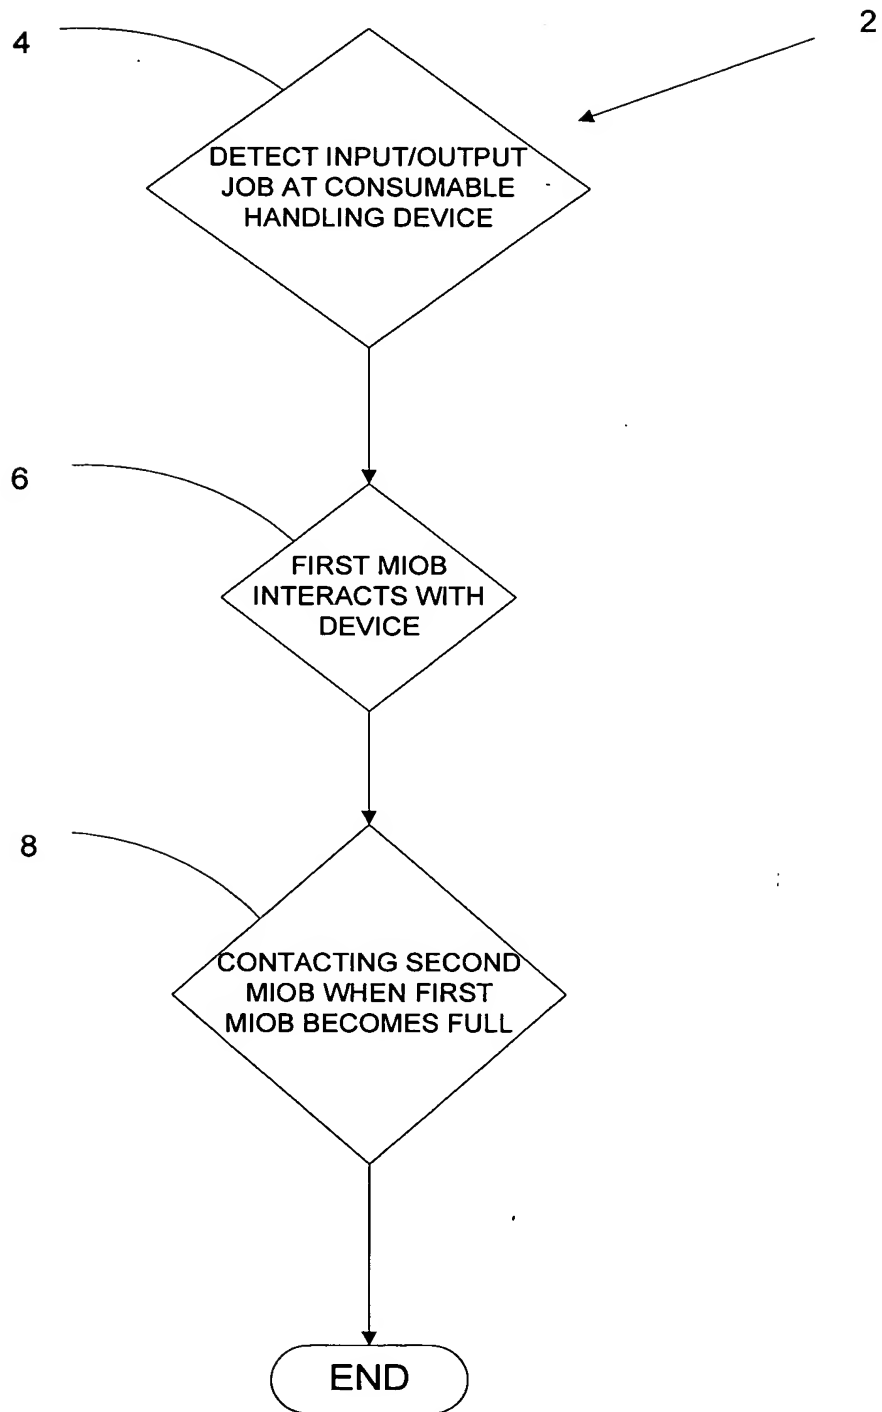 2
4
DETECT INPUT/OUTPUT
JOB AT CONSUMABLE
HANDLING DEVICE
6
FIRST MIOB
INTERACTS WITH
DEVICE
8
CONTACTING SECOND
MIOB WHEN FIRST
MIOB BECOMES FULL
END